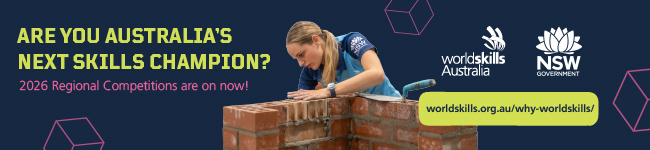 ARE YOU AUSTRALIA'S
NEXT SKILLS CHAMPION?
2026 Regional Competitions are on now!
worldskills
Australia
NSW
GOVERNMENT
worldskills.org.au/why-worldskills/